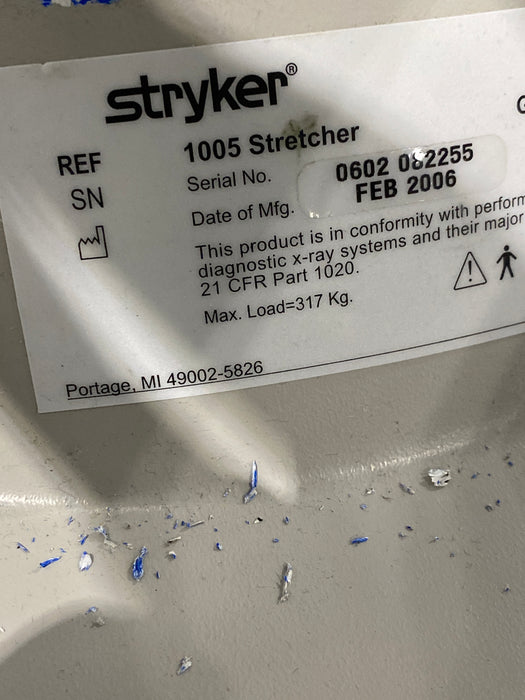 stryker®
REF 1005 Stretcher
SN Serial No. 0602 082255
Date of Mfg. FEB 2006
This product is in conformity with perform
diagnostic x-ray systems and their major
21 CFR Part 1020.
Max. Load=317 Kg.
Portage, MI 49002-5826